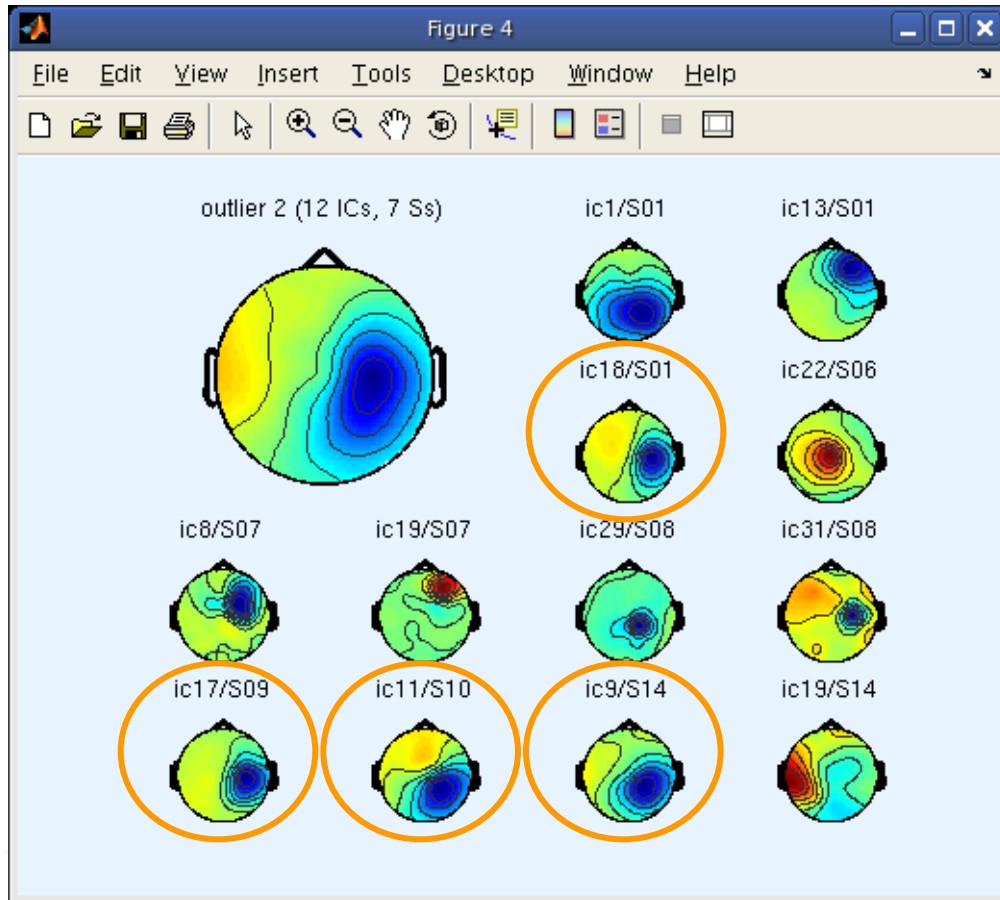 Figure 4
File Edit View Insert Tools Desktop Window Help
outlier 2 (12 ICs, 7 Ss)
ic1/S01
ic13/S01
ic18/S01
ic22/S06
ic8/S07
ic19/S07
ic29/S08
ic31/S08
ic17/S09
ic11/S10
ic9/S14
ic19/S14